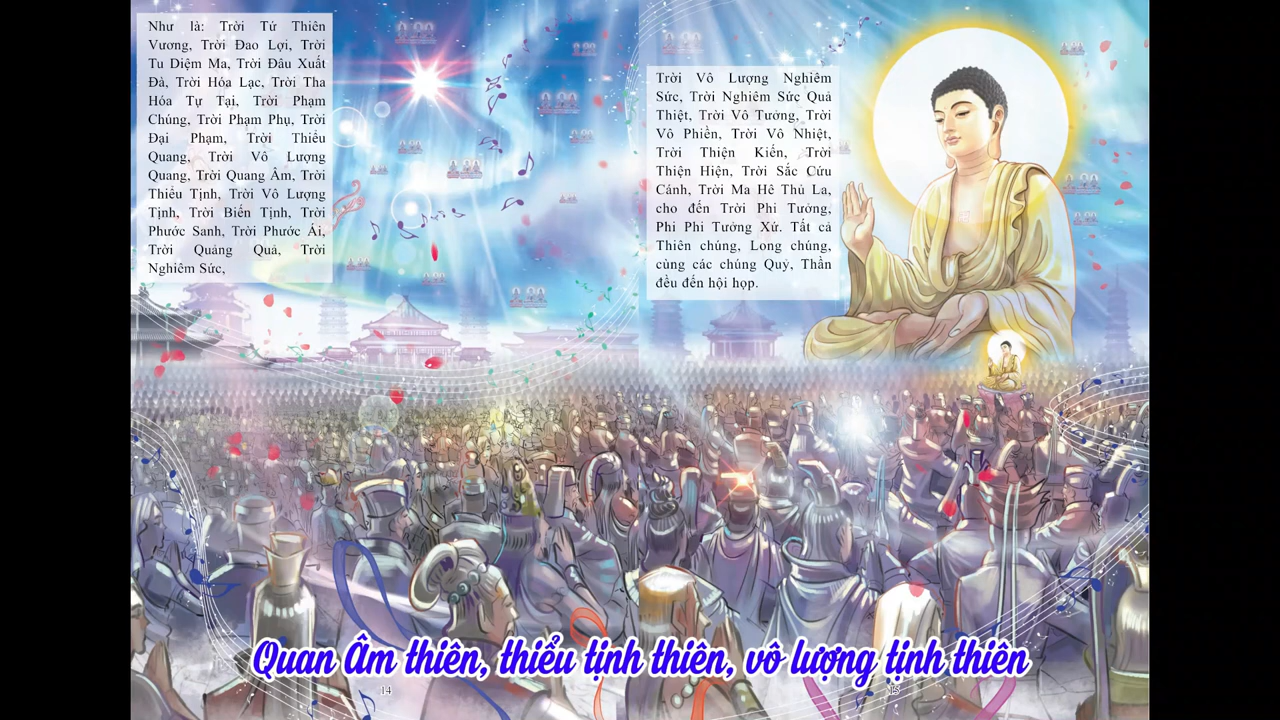 Như là: Trời Tứ Thiên
Vương, Trời Đao Lợi, Trời
Tu Diệm Ma, Trời Đâu Xuất
Đà, Trời Hóa Lạc, Trời Tha
Hóa Tự Tại, Trời Phạm
Chúng, Trời Phạm Phụ, Trời
Đại Phạm, Trời Thiểu
Quang, Trời Vô Lượng
Quang, Trời Quang Âm, Trời
Thiểu Tịnh, Trời Vô Lượng
Tịnh, Trời Biến Tịnh, Trời
Phước Sanh, Trời Phước Ái,
Trời Quảng Quả, Trời
Nghiêm Sức,
Trời Vô Lượng Nghiêm
Sức, Trời Nghiêm Sức Quả
Thiệt, Trời Vô Tưởng, Trời
Vô Phiền, Trời Vô Nhiệt,
Trời Thiện Kiến, Trời
Thiện Hiện, Trời Sắc Cứu
Cánh, Trời Ma Hê Thủ La,
cho đến Trời Phi Tưởng,
Phi Phi Tưởng Xứ. Tất cả
Thiên chúng, Long chúng,
cùng các chúng Quỷ, Thần
đều đến hội họp.
Quan Âm thiên, thiểu tịnh thiên, vô lượng tịnh thiên
14
15